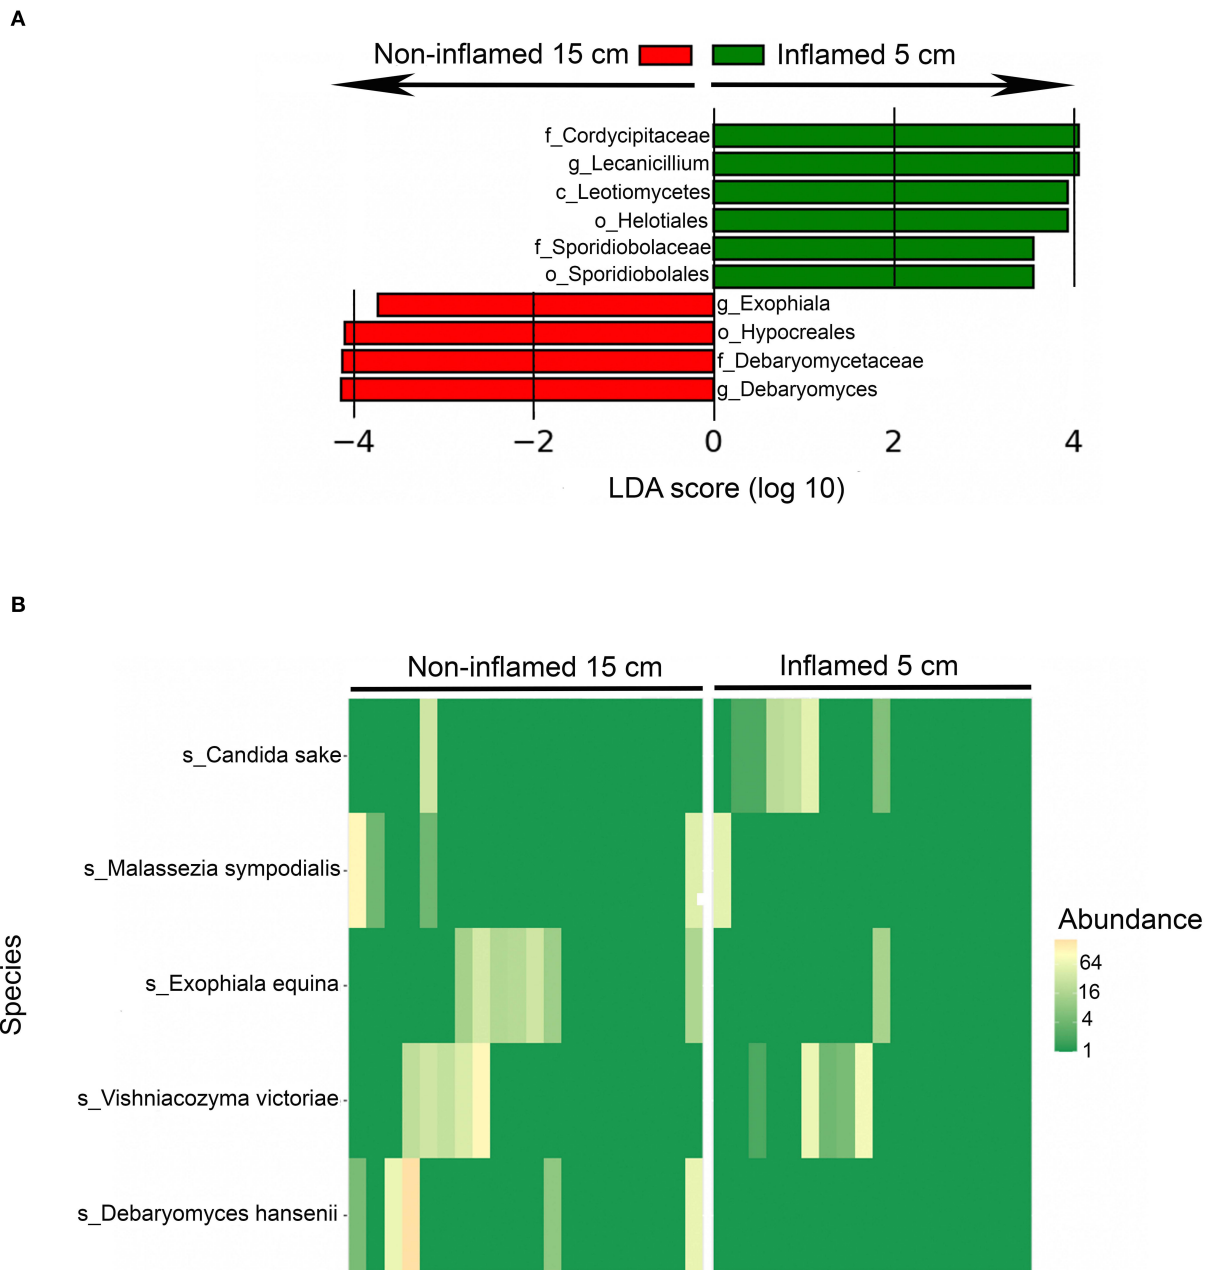 A
Non-inflamed 15 cm
Inflamed 5 cm
f_Cordycipitaceae
g_Lecanicillium
c_Leotiomycetes
o_Helotiales
f_Sporidiobolaceae
o_Sporidiobolales
g_Exophiala
o_Hypocreales
f_Debaryomycetaceae
g_Debaryomyces
−4 −2 0 2 4
LDA score (log 10)
B
Non-inflamed 15 cm
Inflamed 5 cm
s_Candida sake
s_Malassezia sympodialis
s_Exophiala equina
s_Vishniacozyma victoriae
s_Debaryomyces hansenii
Species
Abundance
64
16
4
1